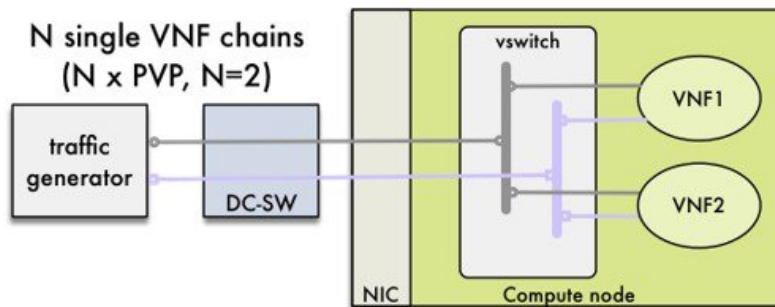 N single VNF chains
(N x PVP, N=2)
traffic
generator
DC-SW
NIC
vswitch
VNF1
VNF2
Compute node